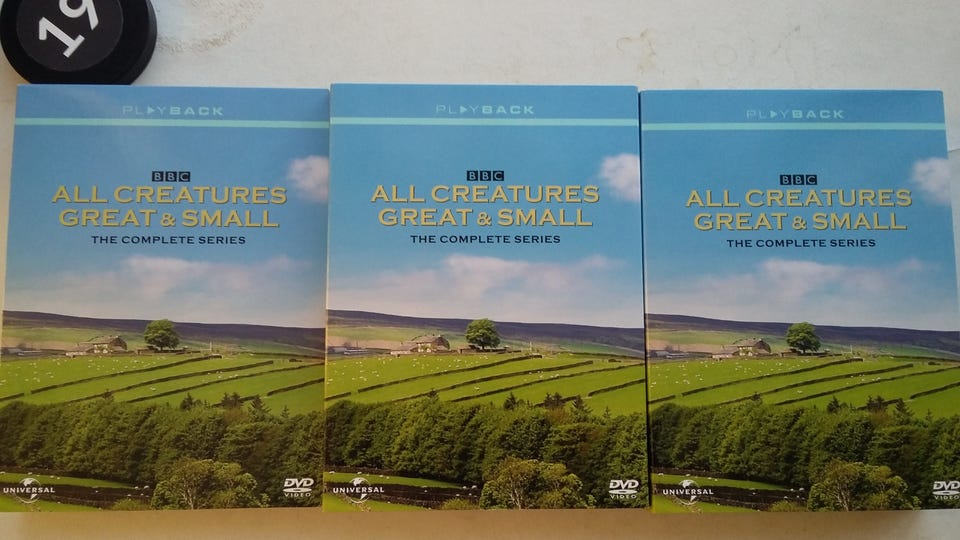 19
PLAYBACK
BBC
ALL CREATURES
GREAT & SMALL
THE COMPLETE SERIES
UNIVERSAL
DVD
VIDEO
PLAYBACK
BBC
ALL CREATURES
GREAT & SMALL
THE COMPLETE SERIES
UNIVERSAL
DVD
VIDEO
PLAYBACK
BBC
ALL CREATURES
GREAT & SMALL
THE COMPLETE SERIES
UNIVERSAL
DVD
VIDEO